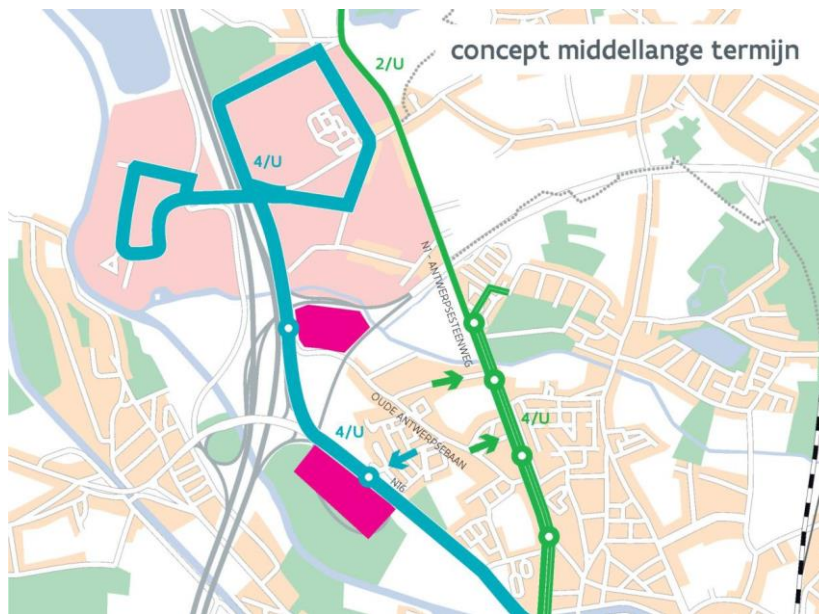 concept middellange termijn
2/U
4/U
N1 - ANTWERPSESTEENWEG
OUDE ANTWERPSEBAAN
4/U
4/U
N16